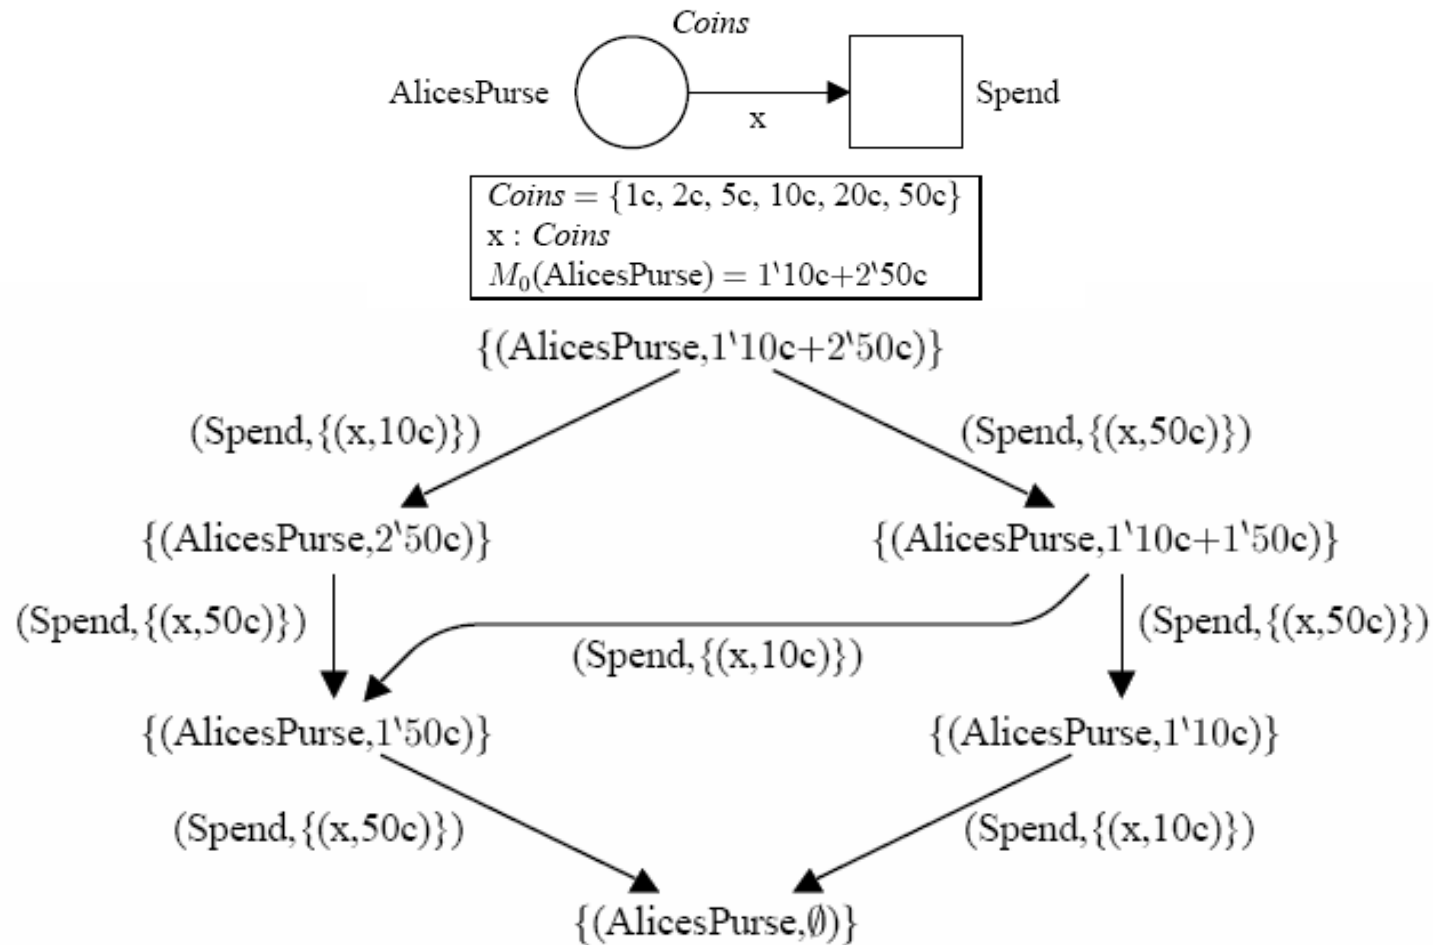 Coins
AlicesPurse
Spend
x
Coins = {1c, 2c, 5c, 10c, 20c, 50c}
x : Coins
M₀(AlicesPurse) = 1‵10c+2‵50c
{(AlicesPurse,1‵10c+2‵50c)}
(Spend,{(x,10c)})
(Spend,{(x,50c)})
{(AlicesPurse,2‵50c)}
{(AlicesPurse,1‵10c+1‵50c)}
(Spend,{(x,50c)})
(Spend,{(x,10c)})
(Spend,{(x,50c)})
{(AlicesPurse,1‵50c)}
{(AlicesPurse,1‵10c)}
(Spend,{(x,50c)})
(Spend,{(x,10c)})
{(AlicesPurse,∅)}